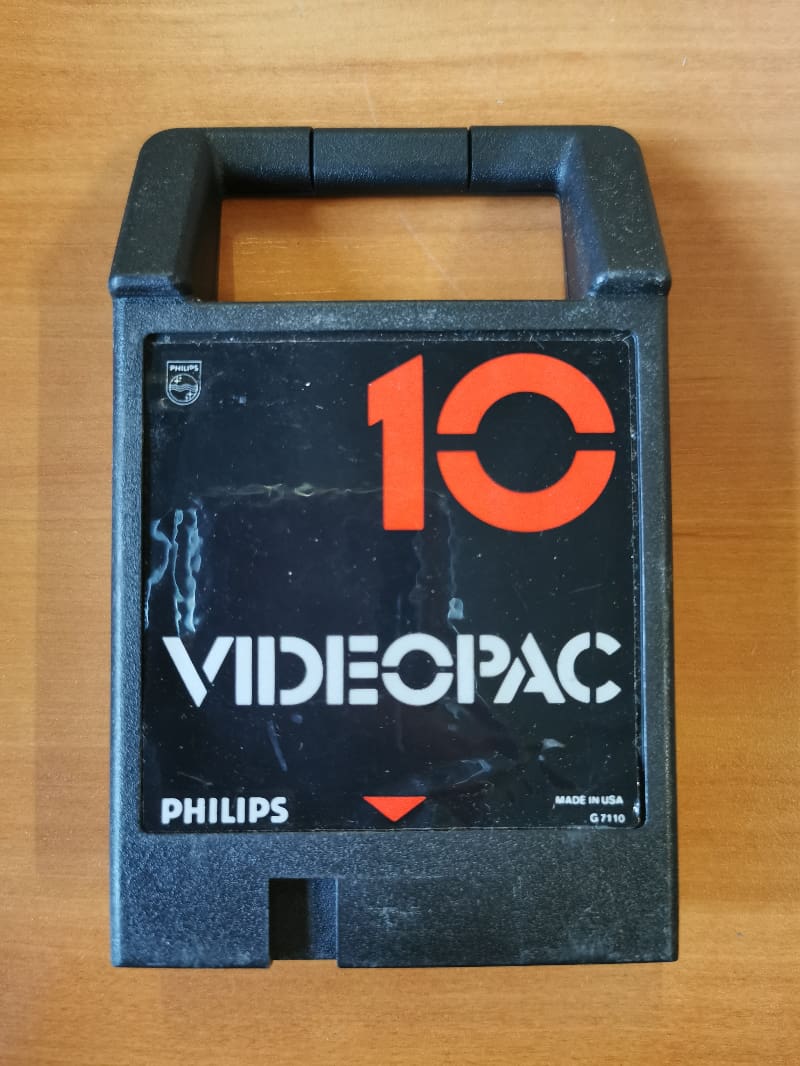 PHILIPS
10
VIDEOPAC
PHILIPS
MADE IN USA
G 7110